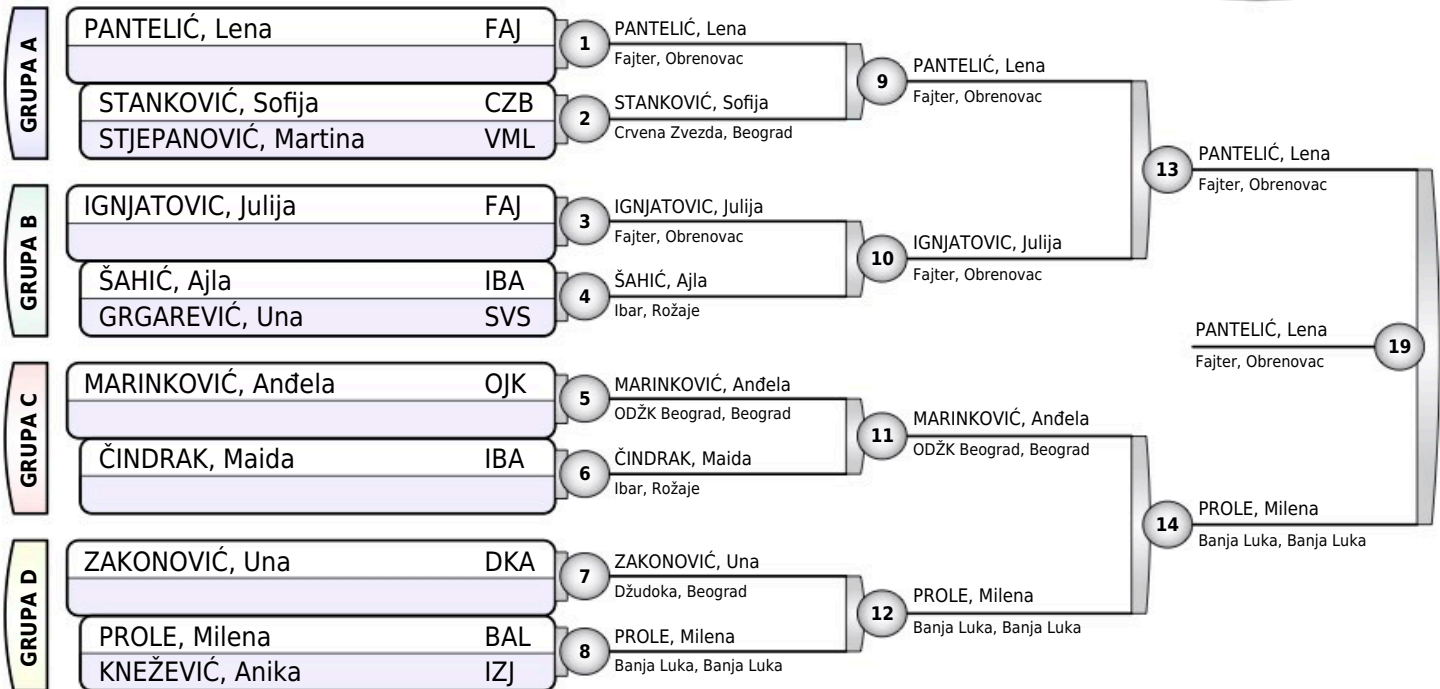 GRUPA A
PANTELIĆ, Lena FAJ
STANKOVIĆ, Sofija CZB
STJEPANOVIĆ, Martina VML
1
PANTELIĆ, Lena
Fajter, Obrenovac
2
STANKOVIĆ, Sofija
Crvena Zvezda, Beograd
9
PANTELIĆ, Lena
Fajter, Obrenovac
GRUPA B
IGNJATOVIC, Julija FAJ
ŠAHIĆ, Ajla IBA
GRGAREVIĆ, Una SVS
3
IGNJATOVIC, Julija
Fajter, Obrenovac
4
ŠAHIĆ, Ajla
Ibar, Rožaje
10
IGNJATOVIC, Julija
Fajter, Obrenovac
13
PANTELIĆ, Lena
Fajter, Obrenovac
GRUPA C
MARINKOVIĆ, Anđela OJK
ČINDRAK, Maida IBA
5
MARINKOVIĆ, Anđela
ODŽK Beograd, Beograd
6
ČINDRAK, Maida
Ibar, Rožaje
11
MARINKOVIĆ, Anđela
ODŽK Beograd, Beograd
GRUPA D
ZAKONOVIĆ, Una DKA
PROLE, Milena BAL
KNEŽEVIĆ, Anika IZJ
7
ZAKONOVIĆ, Una
Džudoka, Beograd
8
PROLE, Milena
Banja Luka, Banja Luka
12
PROLE, Milena
Banja Luka, Banja Luka
14
PROLE, Milena
Banja Luka, Banja Luka
PANTELIĆ, Lena
Fajter, Obrenovac
19